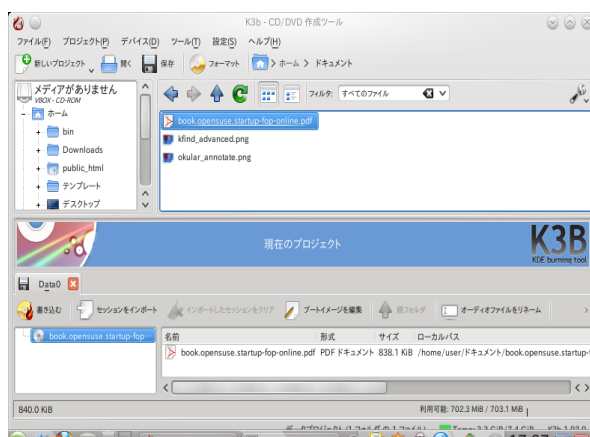 K3b - CD/DVD 作成ツール
ファイル(F) プロジェクト(P) デバイス(D) ツール(T) 設定(S) ヘルプ(H)
新しいプロジェクト 開く 保存 フォーマット ホーム ドキュメント
メディアがありません
VBOX - CD-ROM
フィルタ: すべてのファイル
ホーム
bin
Downloads
public_html
テンプレート
デスクトップ
book.opensuse.startup-fop-online.pdf
kfind_advanced.png
okular_annotate.png
現在のプロジェクト
K3B
KDE burning tool
Data0
書き込む セッションをインポート インポートしたセッションをクリア ブートイメージを編集 親フォルダ オーディオファイルをリネーム
book.opensuse.startup-fop…
名前 形式 サイズ ローカルパス
book.opensuse.startup-fop-online.pdf PDF ドキュメント 838.1 KiB /home/user/ドキュメント/book.opensuse.startup-
840.0 KiB
利用可能: 702.3 MiB / 703.1 MiB